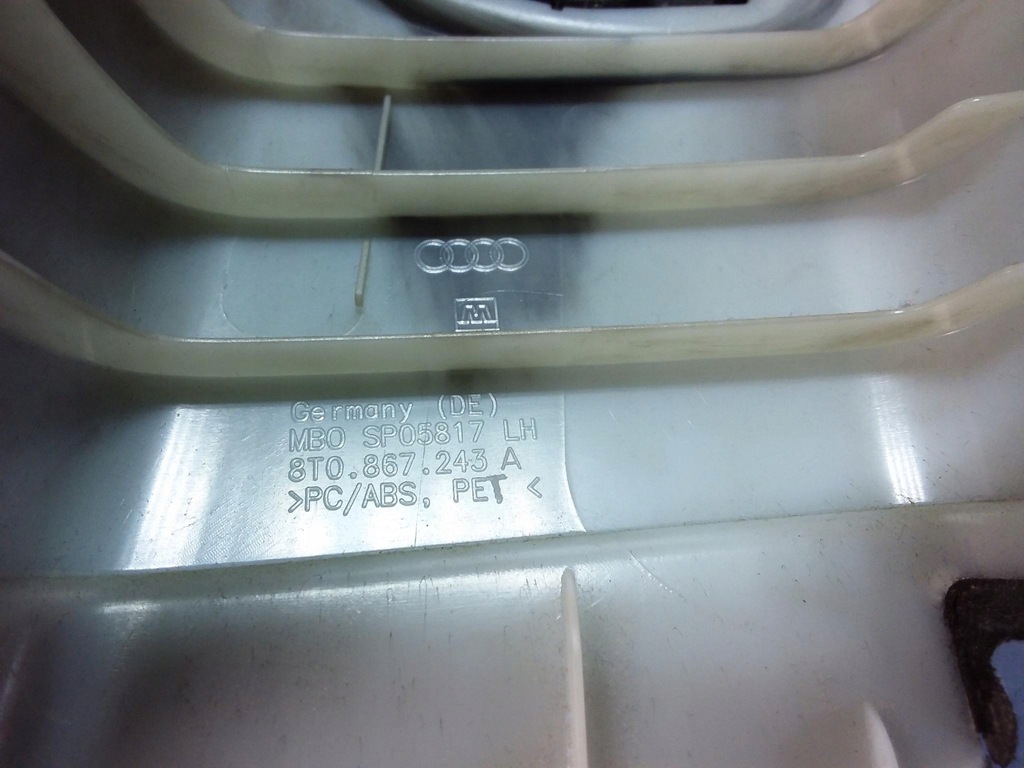 Germany (DE)
MBO SP05817 LH
8T0.867.243 A
>PC/ABS, PET <